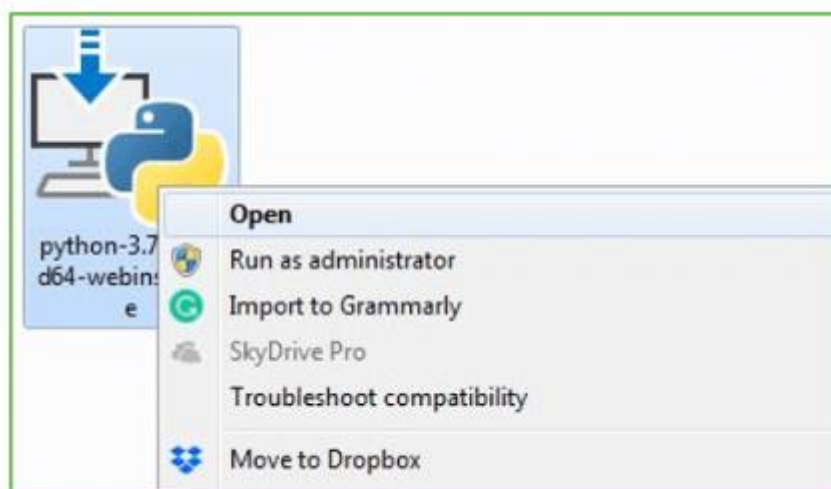 python-3.7
d64-webins
e
Open
Run as administrator
Import to Grammarly
SkyDrive Pro
Troubleshoot compatibility
Move to Dropbox